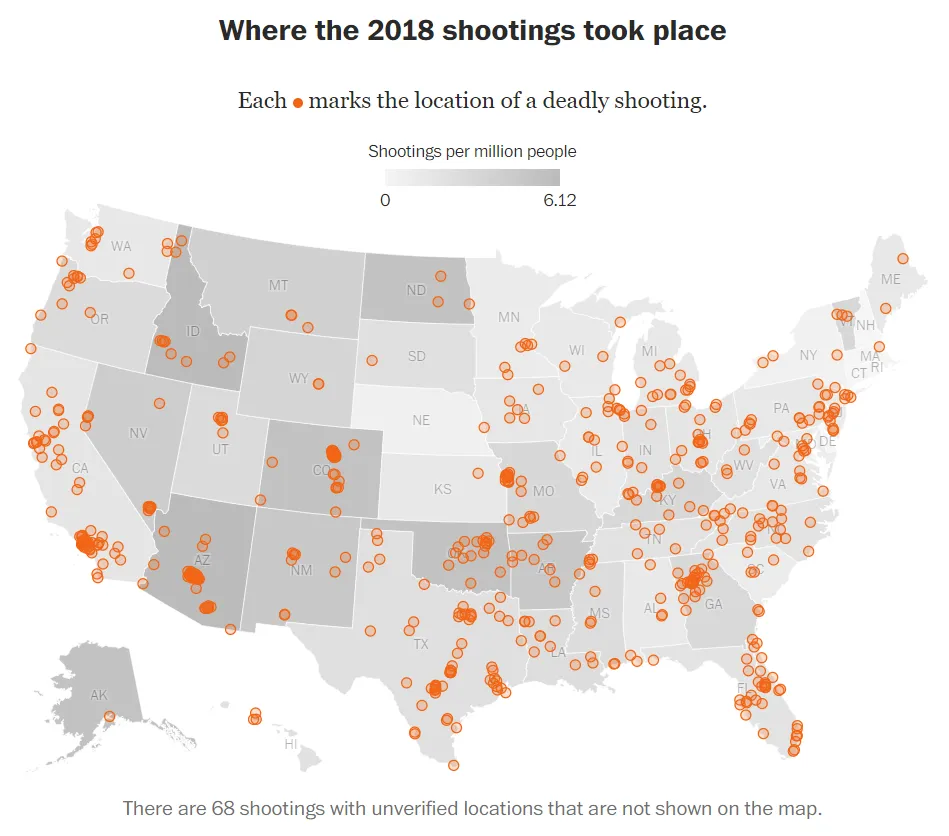 Where the 2018 shootings took place
Each ● marks the location of a deadly shooting.
Shootings per million people
0 6.12
WA
MT
ND
MN
ME
OR
ID
SD
WI
MI
NY
NH
MA
CT RI
WY
NE
IA
PA
NV
UT
CO
KS
MO
IL
IN
WV
DE
VA
CA
KY
AZ
NM
TN
SC
TX
MS
AL
GA
LA
FL
AK
HI
There are 68 shootings with unverified locations that are not shown on the map.